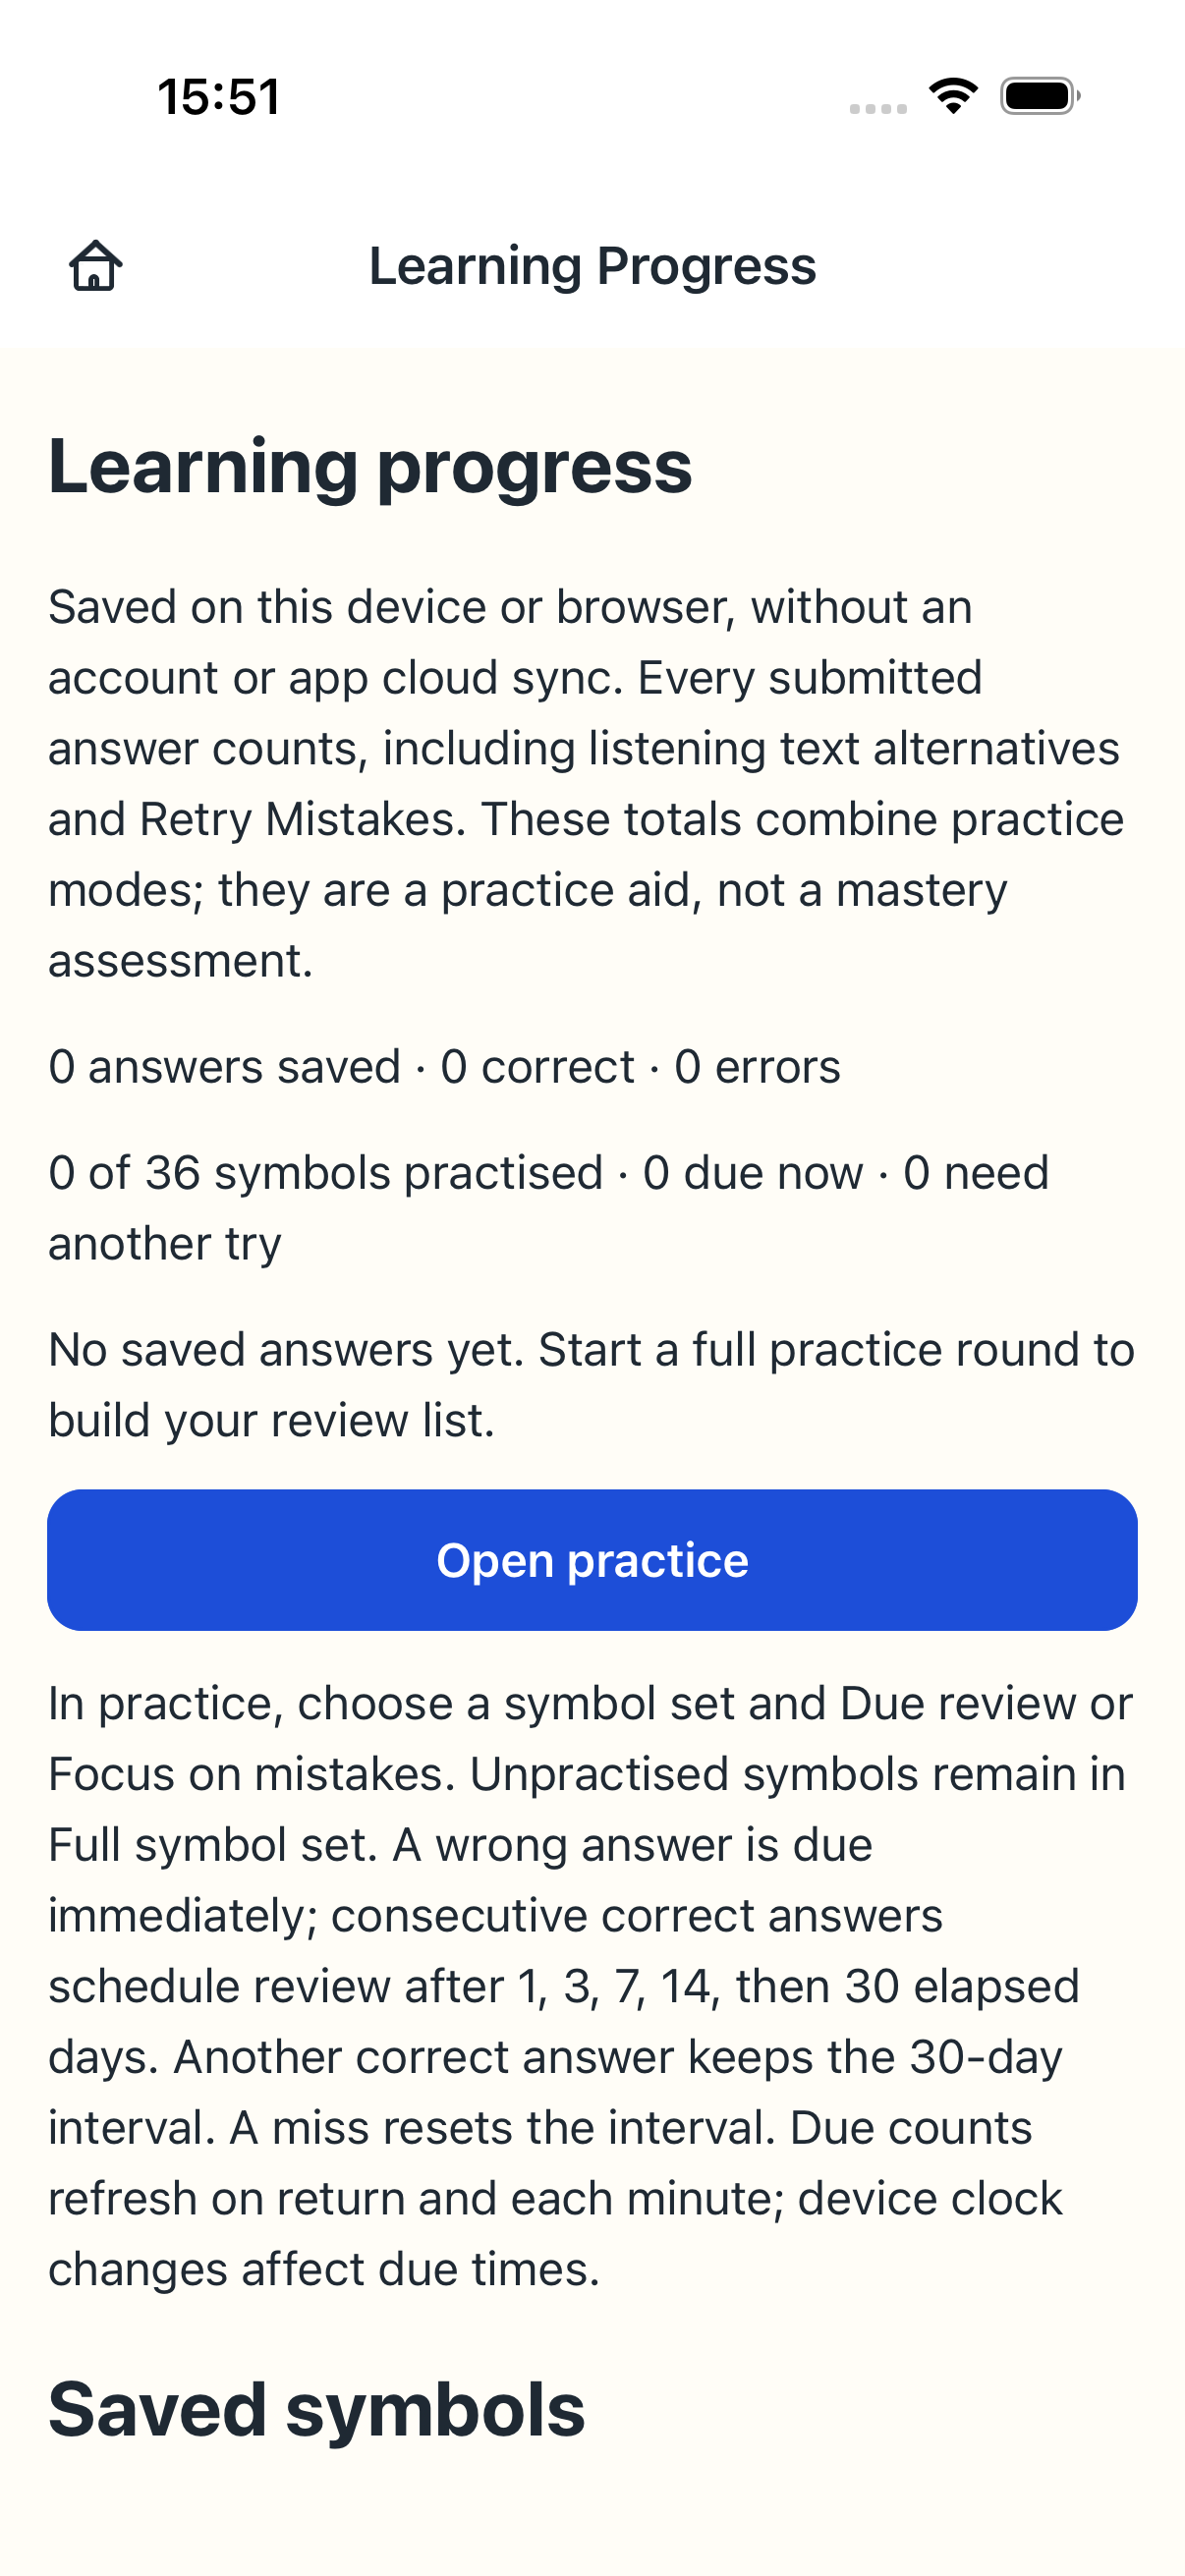 15:51
Learning Progress
Learning progress
Saved on this device or browser, without an
account or app cloud sync. Every submitted
answer counts, including listening text alternatives
and Retry Mistakes. These totals combine practice
modes; they are a practice aid, not a mastery
assessment.
0 answers saved · 0 correct · 0 errors
0 of 36 symbols practised · 0 due now · 0 need
another try
No saved answers yet. Start a full practice round to
build your review list.
Open practice
In practice, choose a symbol set and Due review or
Focus on mistakes. Unpractised symbols remain in
Full symbol set. A wrong answer is due
immediately; consecutive correct answers
schedule review after 1, 3, 7, 14, then 30 elapsed
days. Another correct answer keeps the 30-day
interval. A miss resets the interval. Due counts
refresh on return and each minute; device clock
changes affect due times.
Saved symbols